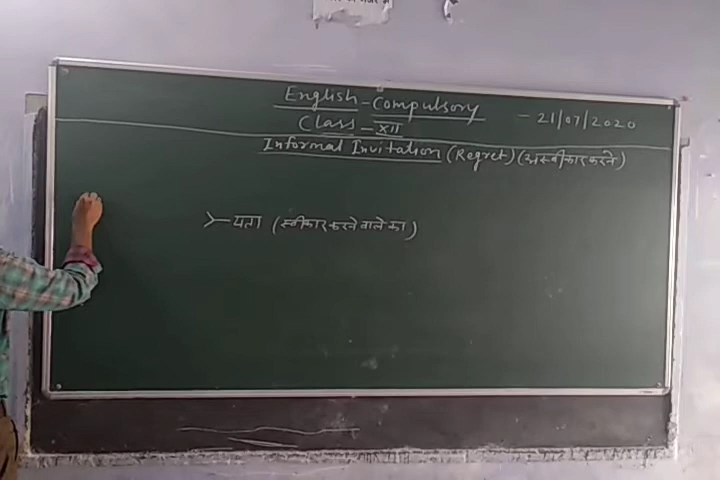 English - Compulsory
Class - XII
- 21/07/2020
Informal Invitation (Regret) (अस्वीकार करने)
>- पता (स्वीकार करने वाले का)